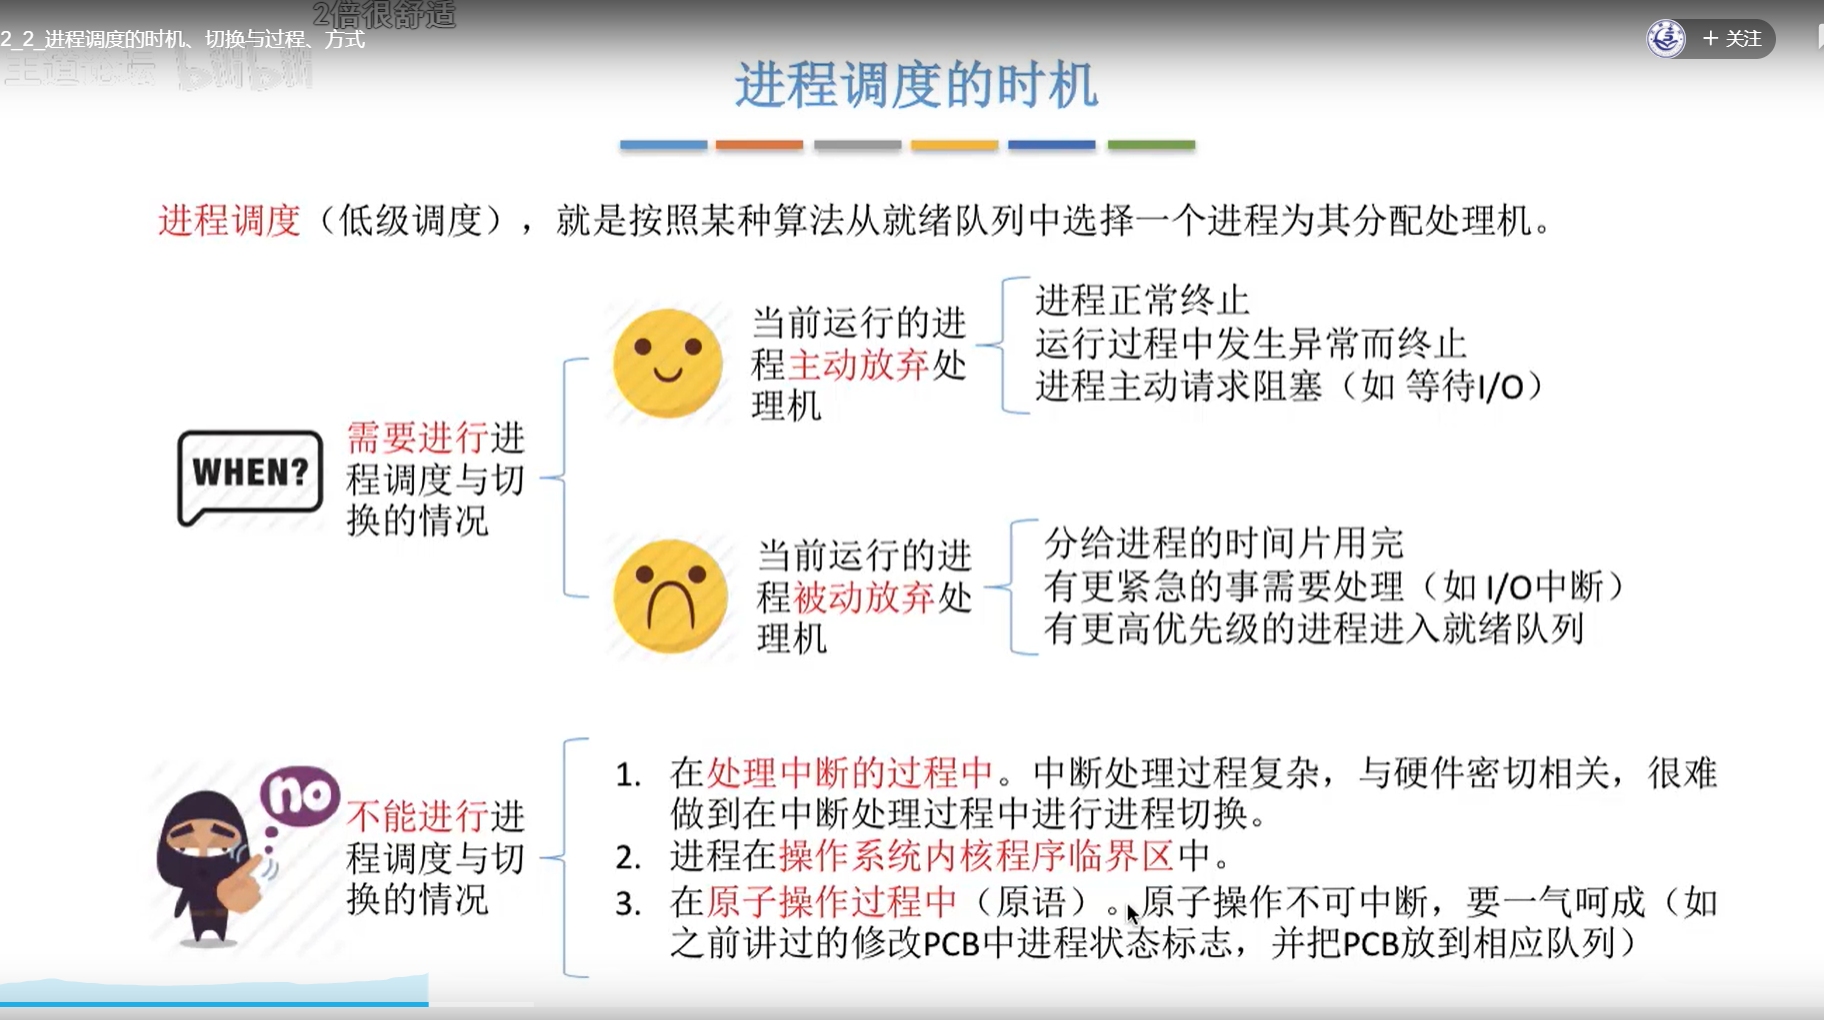 2倍很舒适
2_2_进程调度的时机、切换与过程、方式
+ 关注
王道论坛 bilibili
进程调度的时机
进程调度（低级调度），就是按照某种算法从就绪队列中选择一个进程为其分配处理机。
WHEN?
需要进行进
程调度与切
换的情况
当前运行的进
程主动放弃处
理机
进程正常终止
运行过程中发生异常而终止
进程主动请求阻塞（如 等待I/O）
当前运行的进
程被动放弃处
理机
分给进程的时间片用完
有更紧急的事需要处理（如 I/O中断）
有更高优先级的进程进入就绪队列
no
不能进行进
程调度与切
换的情况
1. 在处理中断的过程中。中断处理过程复杂，与硬件密切相关，很难
做到在中断处理过程中进行进程切换。
2. 进程在操作系统内核程序临界区中。
3. 在原子操作过程中（原语）。原子操作不可中断，要一气呵成（如
之前讲过的修改PCB中进程状态标志，并把PCB放到相应队列）